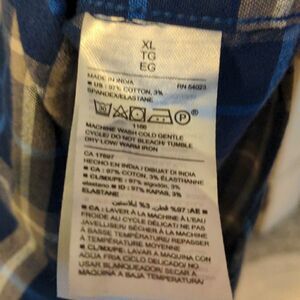 XL
TG
EG
MADE IN INDIA
RN 54023
■ US : 97% COTTON, 3%
SPANDEX/ELASTANE
30
P
1166
MACHINE WASH COLD GENTLE
CYCLE/ DO NOT BLEACH/ TUMBLE
DRY LOW/ WARM IRON
CA 17897
HECHO EN INDIA / DIBUAT DI INDIA
■ CA : 97% COTTON, 3% ÉLASTHANNE
■ CL/MX/PE : 97% algodón, 3%
elastano ■ ID : 97% KAPAS, 3%
ELASTANE
■ CA : LAVER À LA MACHINE À L'EAU
FROIDE AU CYCLE DÉLICAT/ NE PAS
JAVELLISER/ SÉCHER À LA MACHINE
À BASSE TEMPÉRATURE/ REPASSER
À TEMPÉRATURE MOYENNE
■ CL/MX/PE : LAVAR A MAQUINA CON
AGUA FRIA CICLO DELICADO/ NO
USAR BLANQUEADOR/ SECAR A
MAQUINA A BAJA TEMPERATURA/